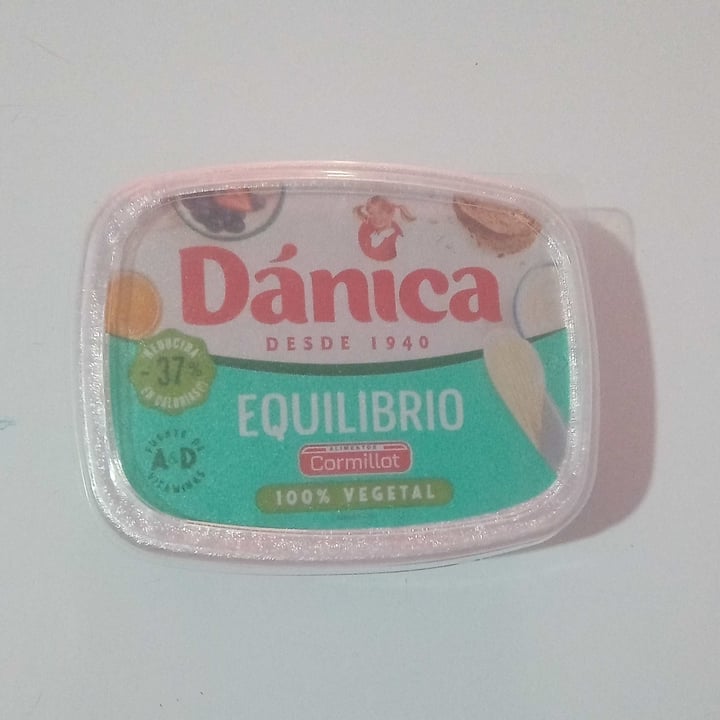 Dánica
DESDE 1940
REDUCIDA
- 37%
EN CALORÍAS(*)
EQUILIBRIO
ALIMENTOS
Cormillot
FUENTE DE
A&D
VITAMINAS
100% VEGETAL